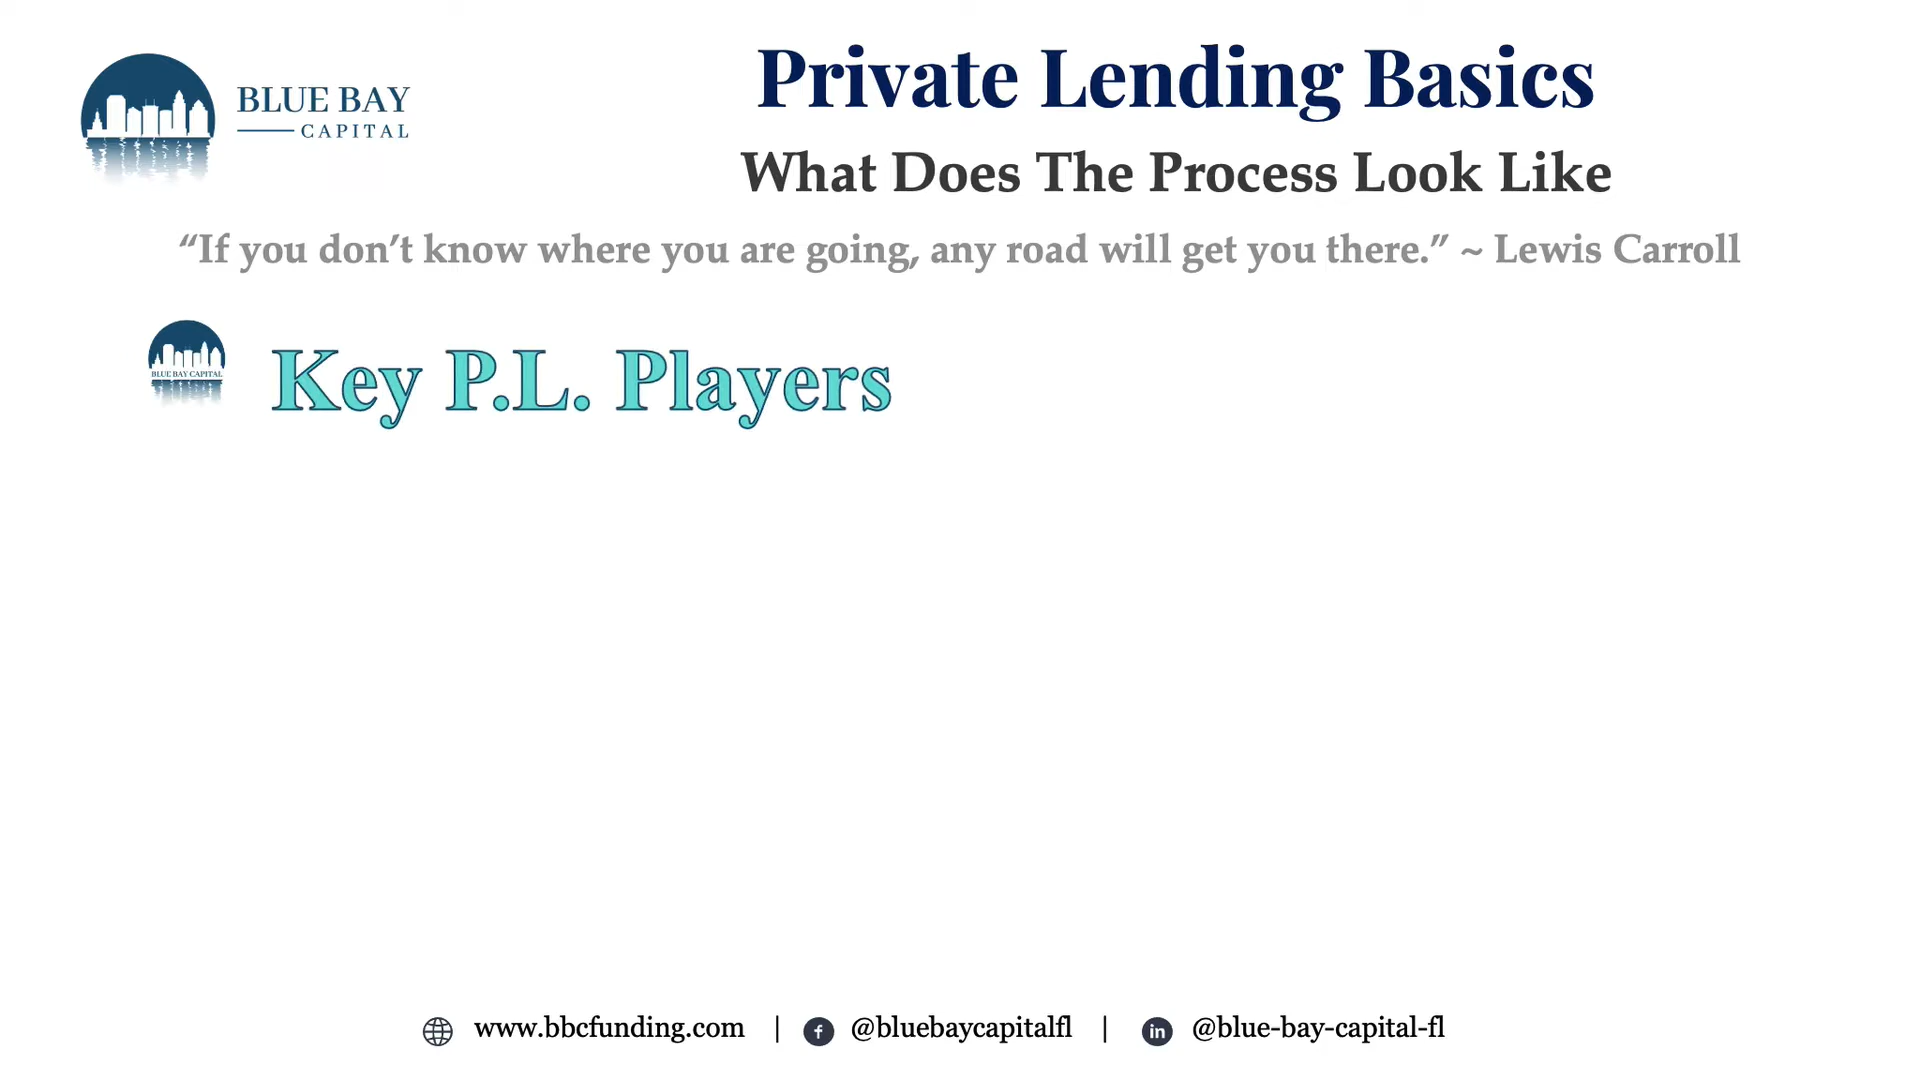 BLUE BAY
CAPITAL
Private Lending Basics
What Does The Process Look Like
“If you don’t know where you are going, any road will get you there.” ~ Lewis Carroll
BLUE BAY CAPITAL
Key P.L. Players
www.bbcfunding.com | @bluebaycapitalfl | @blue-bay-capital-fl